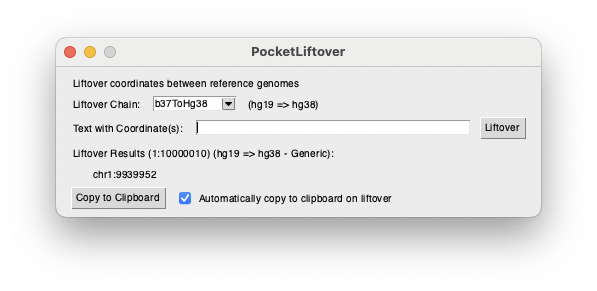 PocketLiftover
Liftover coordinates between reference genomes
Liftover Chain: b37ToHg38 (hg19 => hg38)
Text with Coordinate(s): Liftover
Liftover Results (1:10000010) (hg19 => hg38 - Generic):
chr1:9939952
Copy to Clipboard Automatically copy to clipboard on liftover